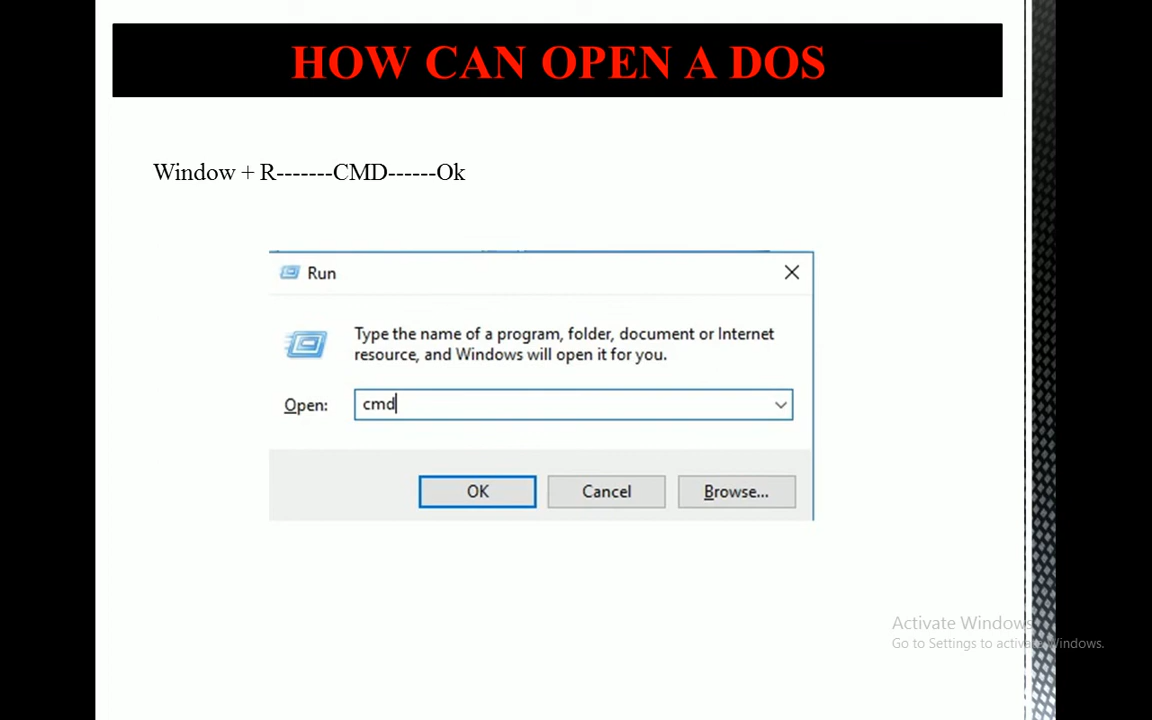 HOW CAN OPEN A DOS
Window + R-------CMD------Ok
Run
Type the name of a program, folder, document or Internet
resource, and Windows will open it for you.
Open: cmd
OK Cancel Browse...
Activate Windows
Go to Settings to activate Windows.